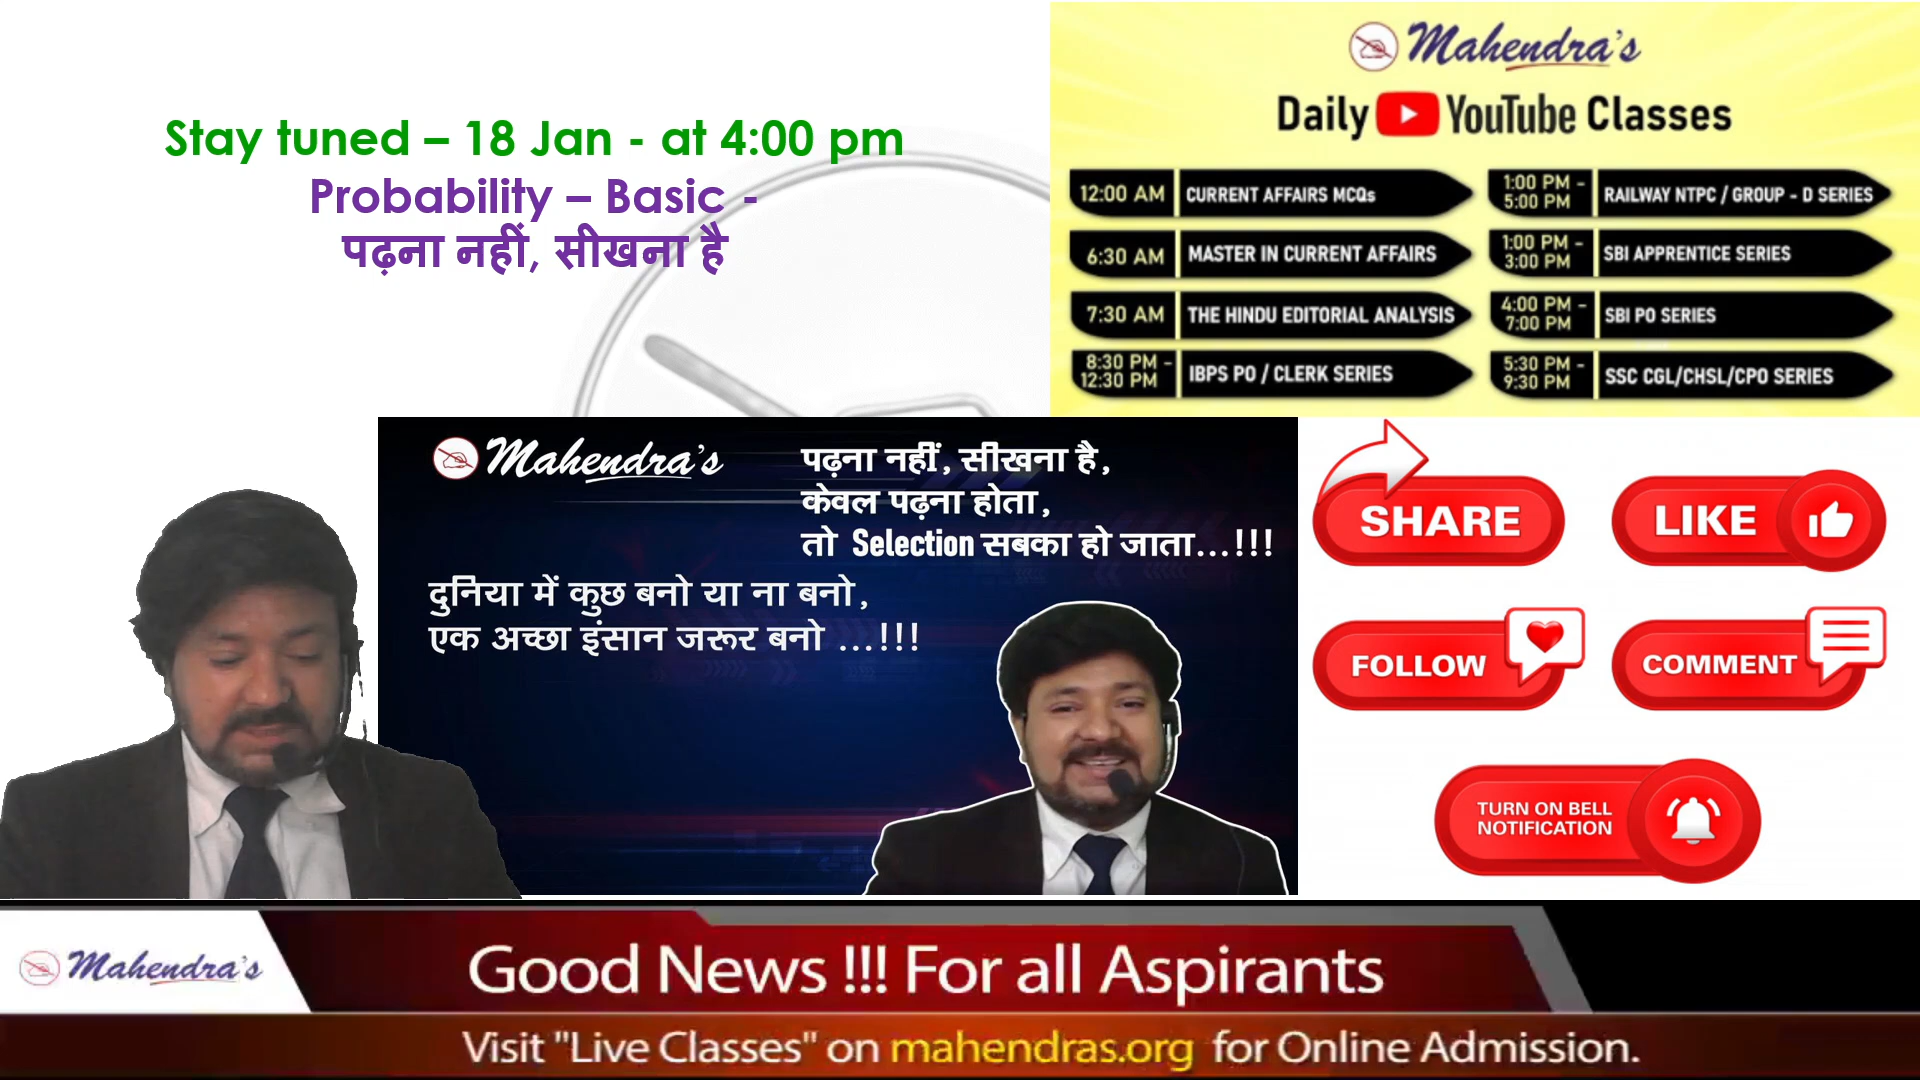 Stay tuned – 18 Jan - at 4:00 pm
Probability – Basic -
पढ़ना नहीं, सीखना है
Mahendra's
Daily YouTube Classes
12:00 AM CURRENT AFFAIRS MCQs
6:30 AM MASTER IN CURRENT AFFAIRS
7:30 AM THE HINDU EDITORIAL ANALYSIS
8:30 PM - 12:30 PM IBPS PO / CLERK SERIES
1:00 PM - 5:00 PM RAILWAY NTPC / GROUP - D SERIES
1:00 PM - 3:00 PM SBI APPRENTICE SERIES
4:00 PM - 7:00 PM SBI PO SERIES
5:30 PM - 9:30 PM SSC CGL/CHSL/CPO SERIES
Mahendra's
पढ़ना नहीं, सीखना है,
केवल पढ़ना होता,
तो Selection सबका हो जाता...!!!
दुनिया में कुछ बनो या ना बनो,
एक अच्छा इंसान जरूर बनो ...!!!
SHARE
LIKE
FOLLOW
COMMENT
TURN ON BELL
NOTIFICATION
Mahendra's
Good News !!! For all Aspirants
Visit "Live Classes" on mahendras.org for Online Admission.